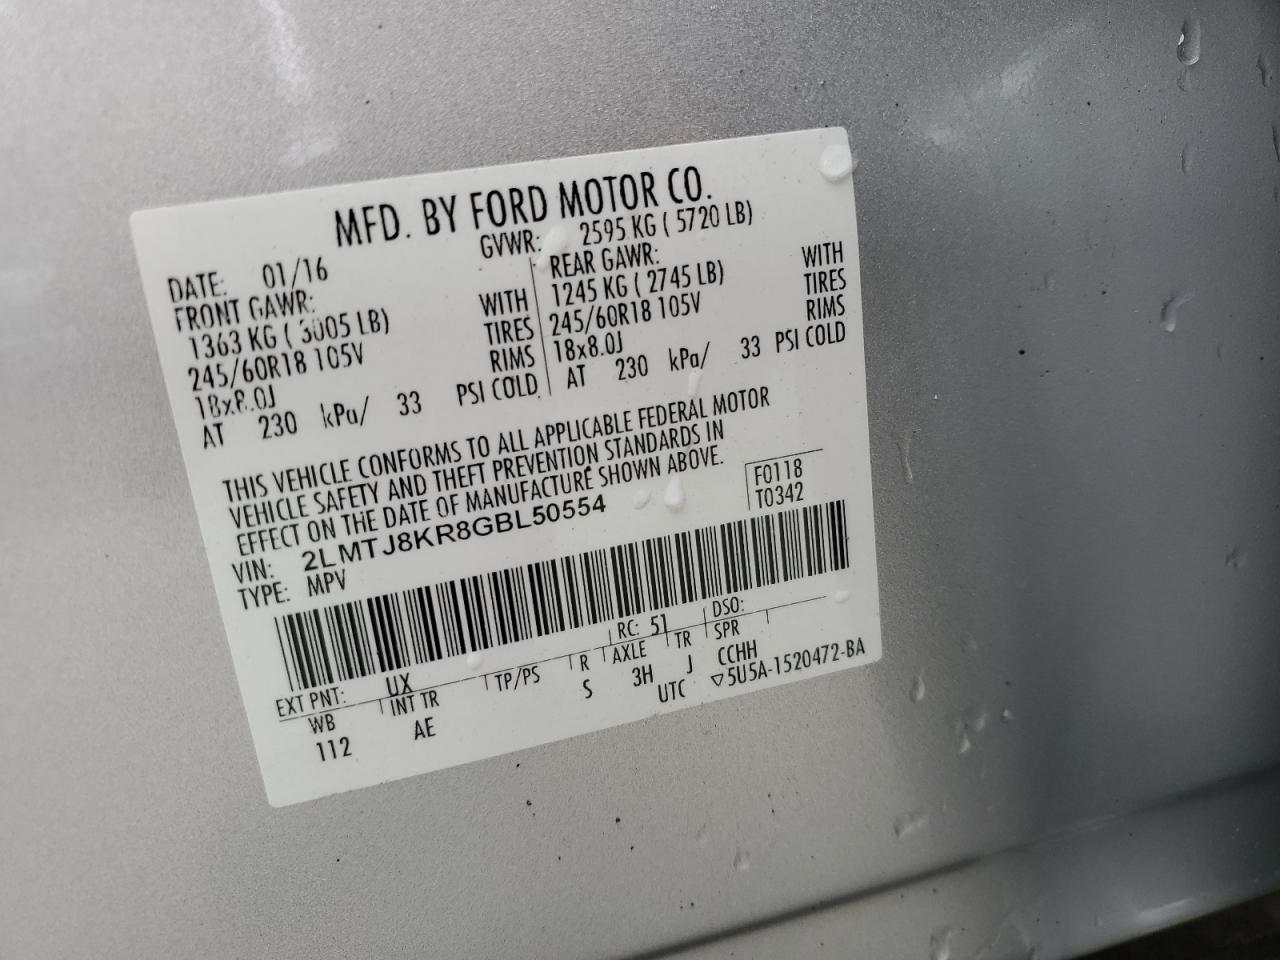 MFD. BY FORD MOTOR CO.
DATE: 01/16 GVWR: 2595 KG ( 5720 LB)
FRONT GAWR: REAR GAWR:
1363 KG ( 3005 LB) WITH 1245 KG ( 2745 LB) WITH
245/60R18 105V TIRES 245/60R18 105V TIRES
18x8.0J RIMS 18x8.0J RIMS
AT 230 kPa/ 33 PSI COLD AT 230 kPa/ 33 PSI COLD
THIS VEHICLE CONFORMS TO ALL APPLICABLE FEDERAL MOTOR
VEHICLE SAFETY AND THEFT PREVENTION STANDARDS IN
EFFECT ON THE DATE OF MANUFACTURE SHOWN ABOVE.
VIN: 2LMTJ8KR8GBL50554 F0118
TYPE: MPV T0342
EXT PNT: UX RC: 51 DSO:
WB INT TR TP/PS R AXLE TR SPR
112 AE S 3H J CCHH
UTC ▽5U5A-1520472-BA